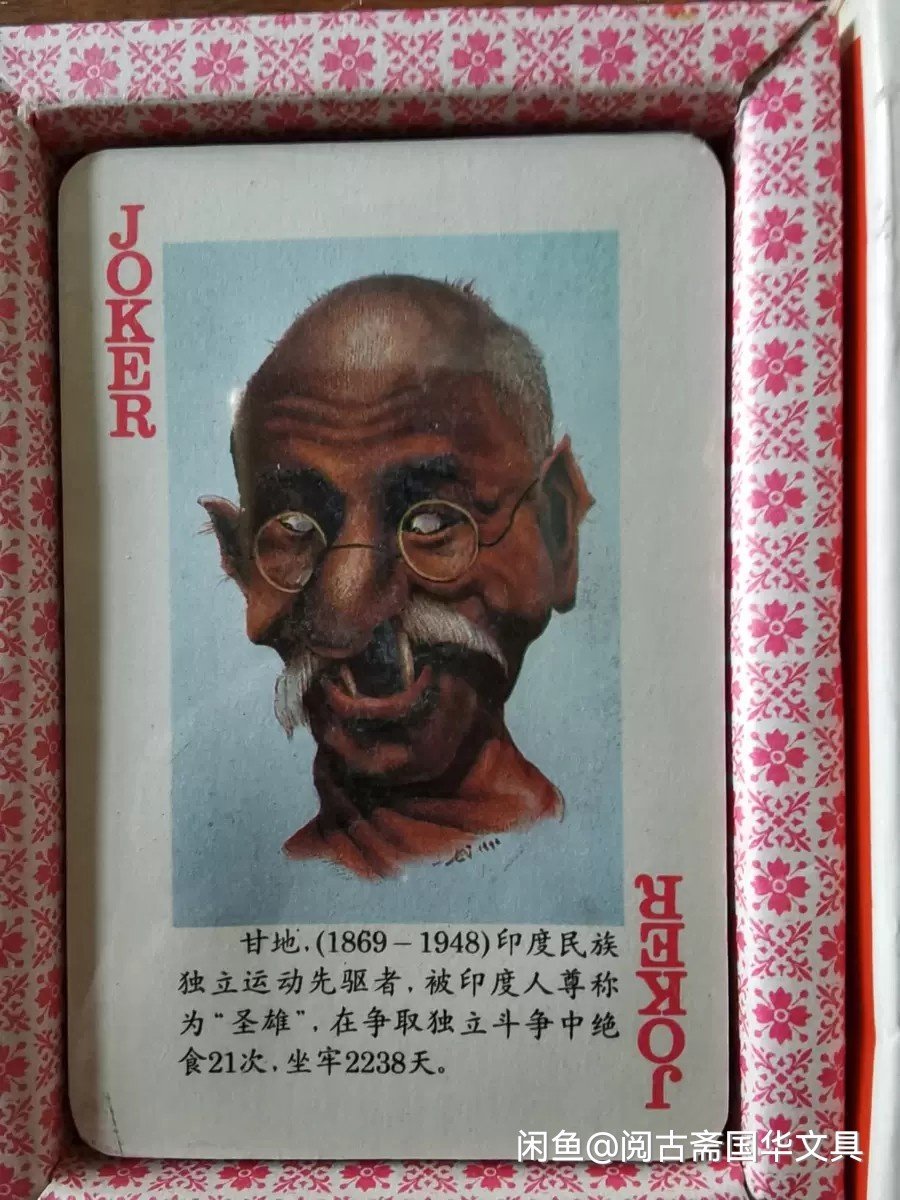 JOKER
甘地,(1869－1948)印度民族
独立运动先驱者,被印度人尊称
为“圣雄”,在争取独立斗争中绝
食21次,坐牢2238天。
JOKER
闲鱼@阅古斋国华文具